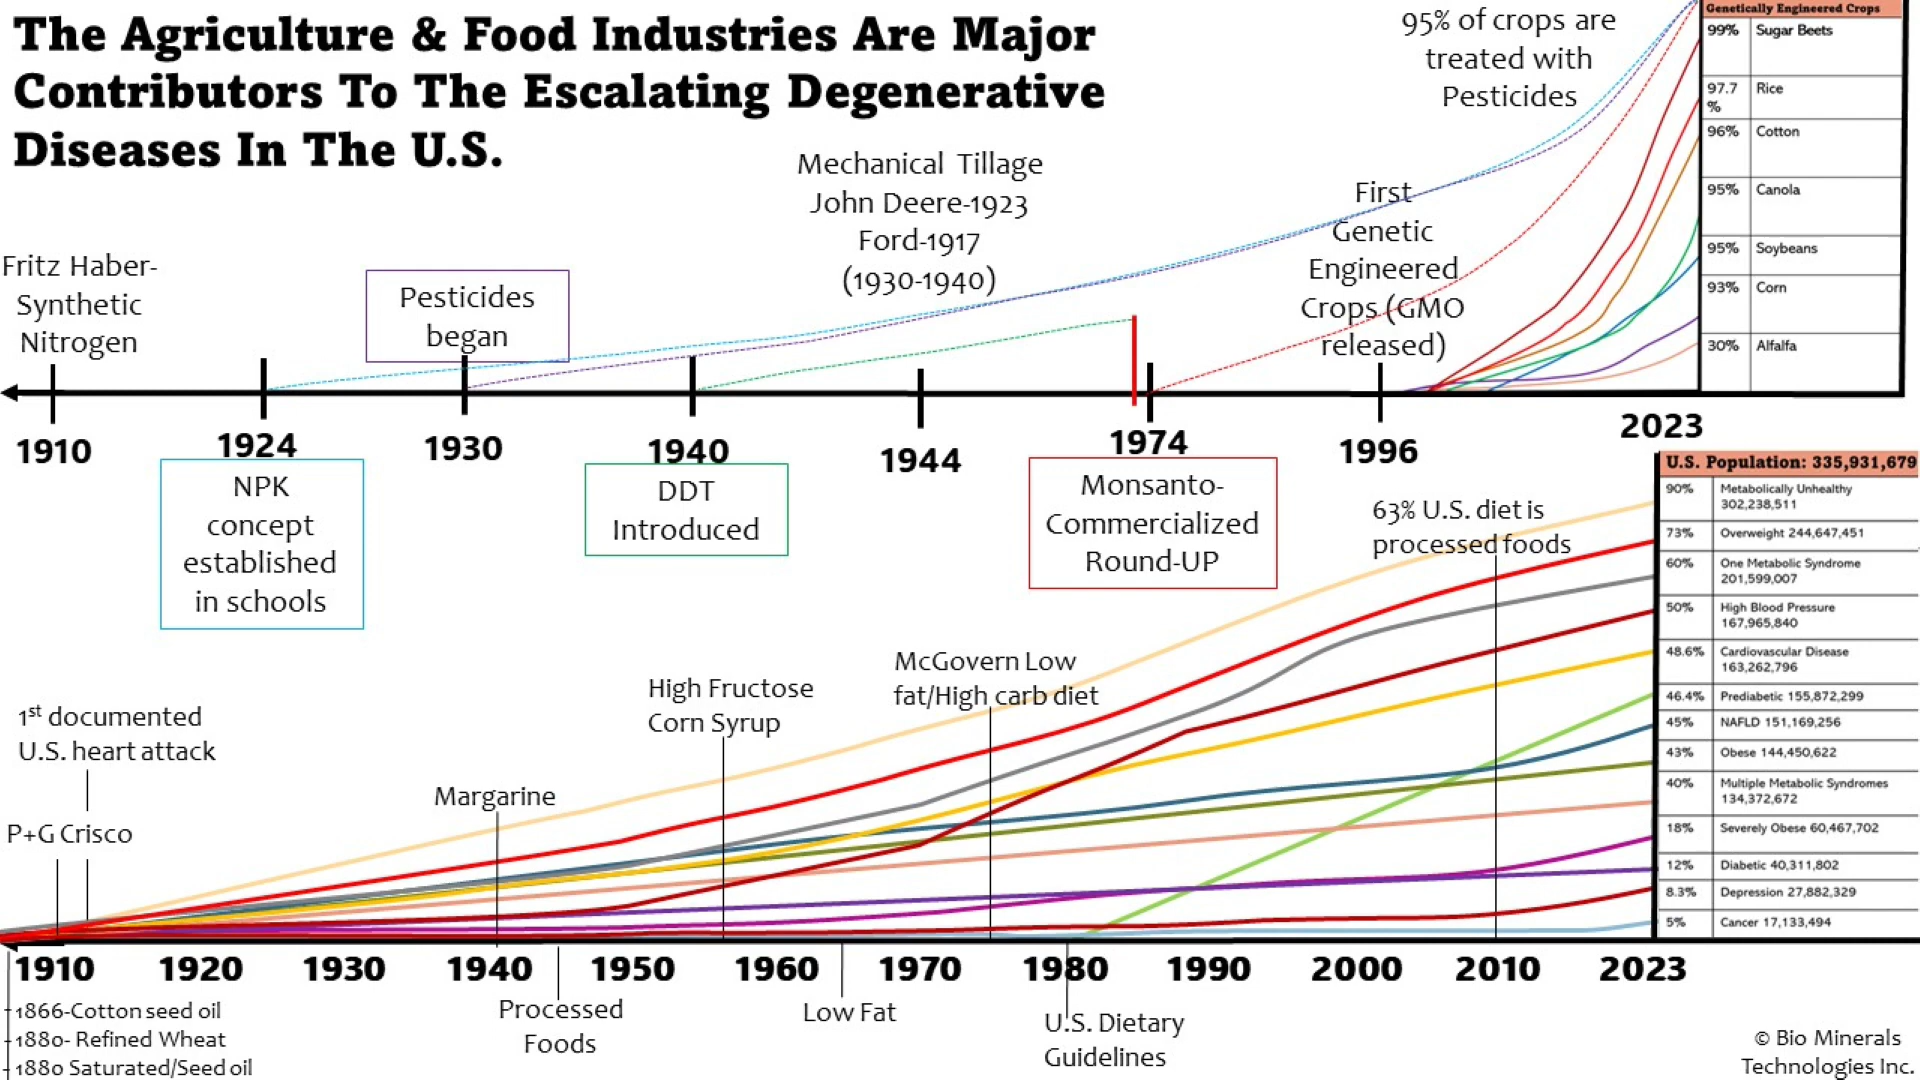 The Agriculture & Food Industries Are Major
Contributors To The Escalating Degenerative
Diseases In The U.S.
95% of crops are
treated with
Pesticides
Genetically Engineered Crops
99% Sugar Beets
97.7
% Rice
96% Cotton
95% Canola
95% Soybeans
93% Corn
30% Alfalfa
Fritz Haber-
Synthetic
Nitrogen
Pesticides
began
Mechanical Tillage
John Deere-1923
Ford-1917
(1930-1940)
First
Genetic
Engineered
Crops (GMO
released)
1910
1924
1930
1940
1944
1974
1996
2023
NPK
concept
established
in schools
DDT
Introduced
Monsanto-
Commercialized
Round-UP
63% U.S. diet is
processed foods
U.S. Population: 335,931,679
90% Metabolically Unhealthy
302,238,511
73% Overweight 244,647,451
60% One Metabolic Syndrome
201,599,007
50% High Blood Pressure
167,965,840
48.6% Cardiovascular Disease
163,262,796
46.4% Prediabetic 155,872,299
45% NAFLD 151,169,256
43% Obese 144,450,622
40% Multiple Metabolic Syndromes
134,372,672
18% Severely Obese 60,467,702
12% Diabetic 40,311,802
8.3% Depression 27,882,329
5% Cancer 17,133,494
1st documented
U.S. heart attack
P+G Crisco
Margarine
High Fructose
Corn Syrup
McGovern Low
fat/High carb diet
1910 1920 1930 1940 1950 1960 1970 1980 1990 2000 2010 2023
1866-Cotton seed oil
1880- Refined Wheat
1880 Saturated/Seed oil
Processed
Foods
Low Fat
U.S. Dietary
Guidelines
© Bio Minerals
Technologies Inc.